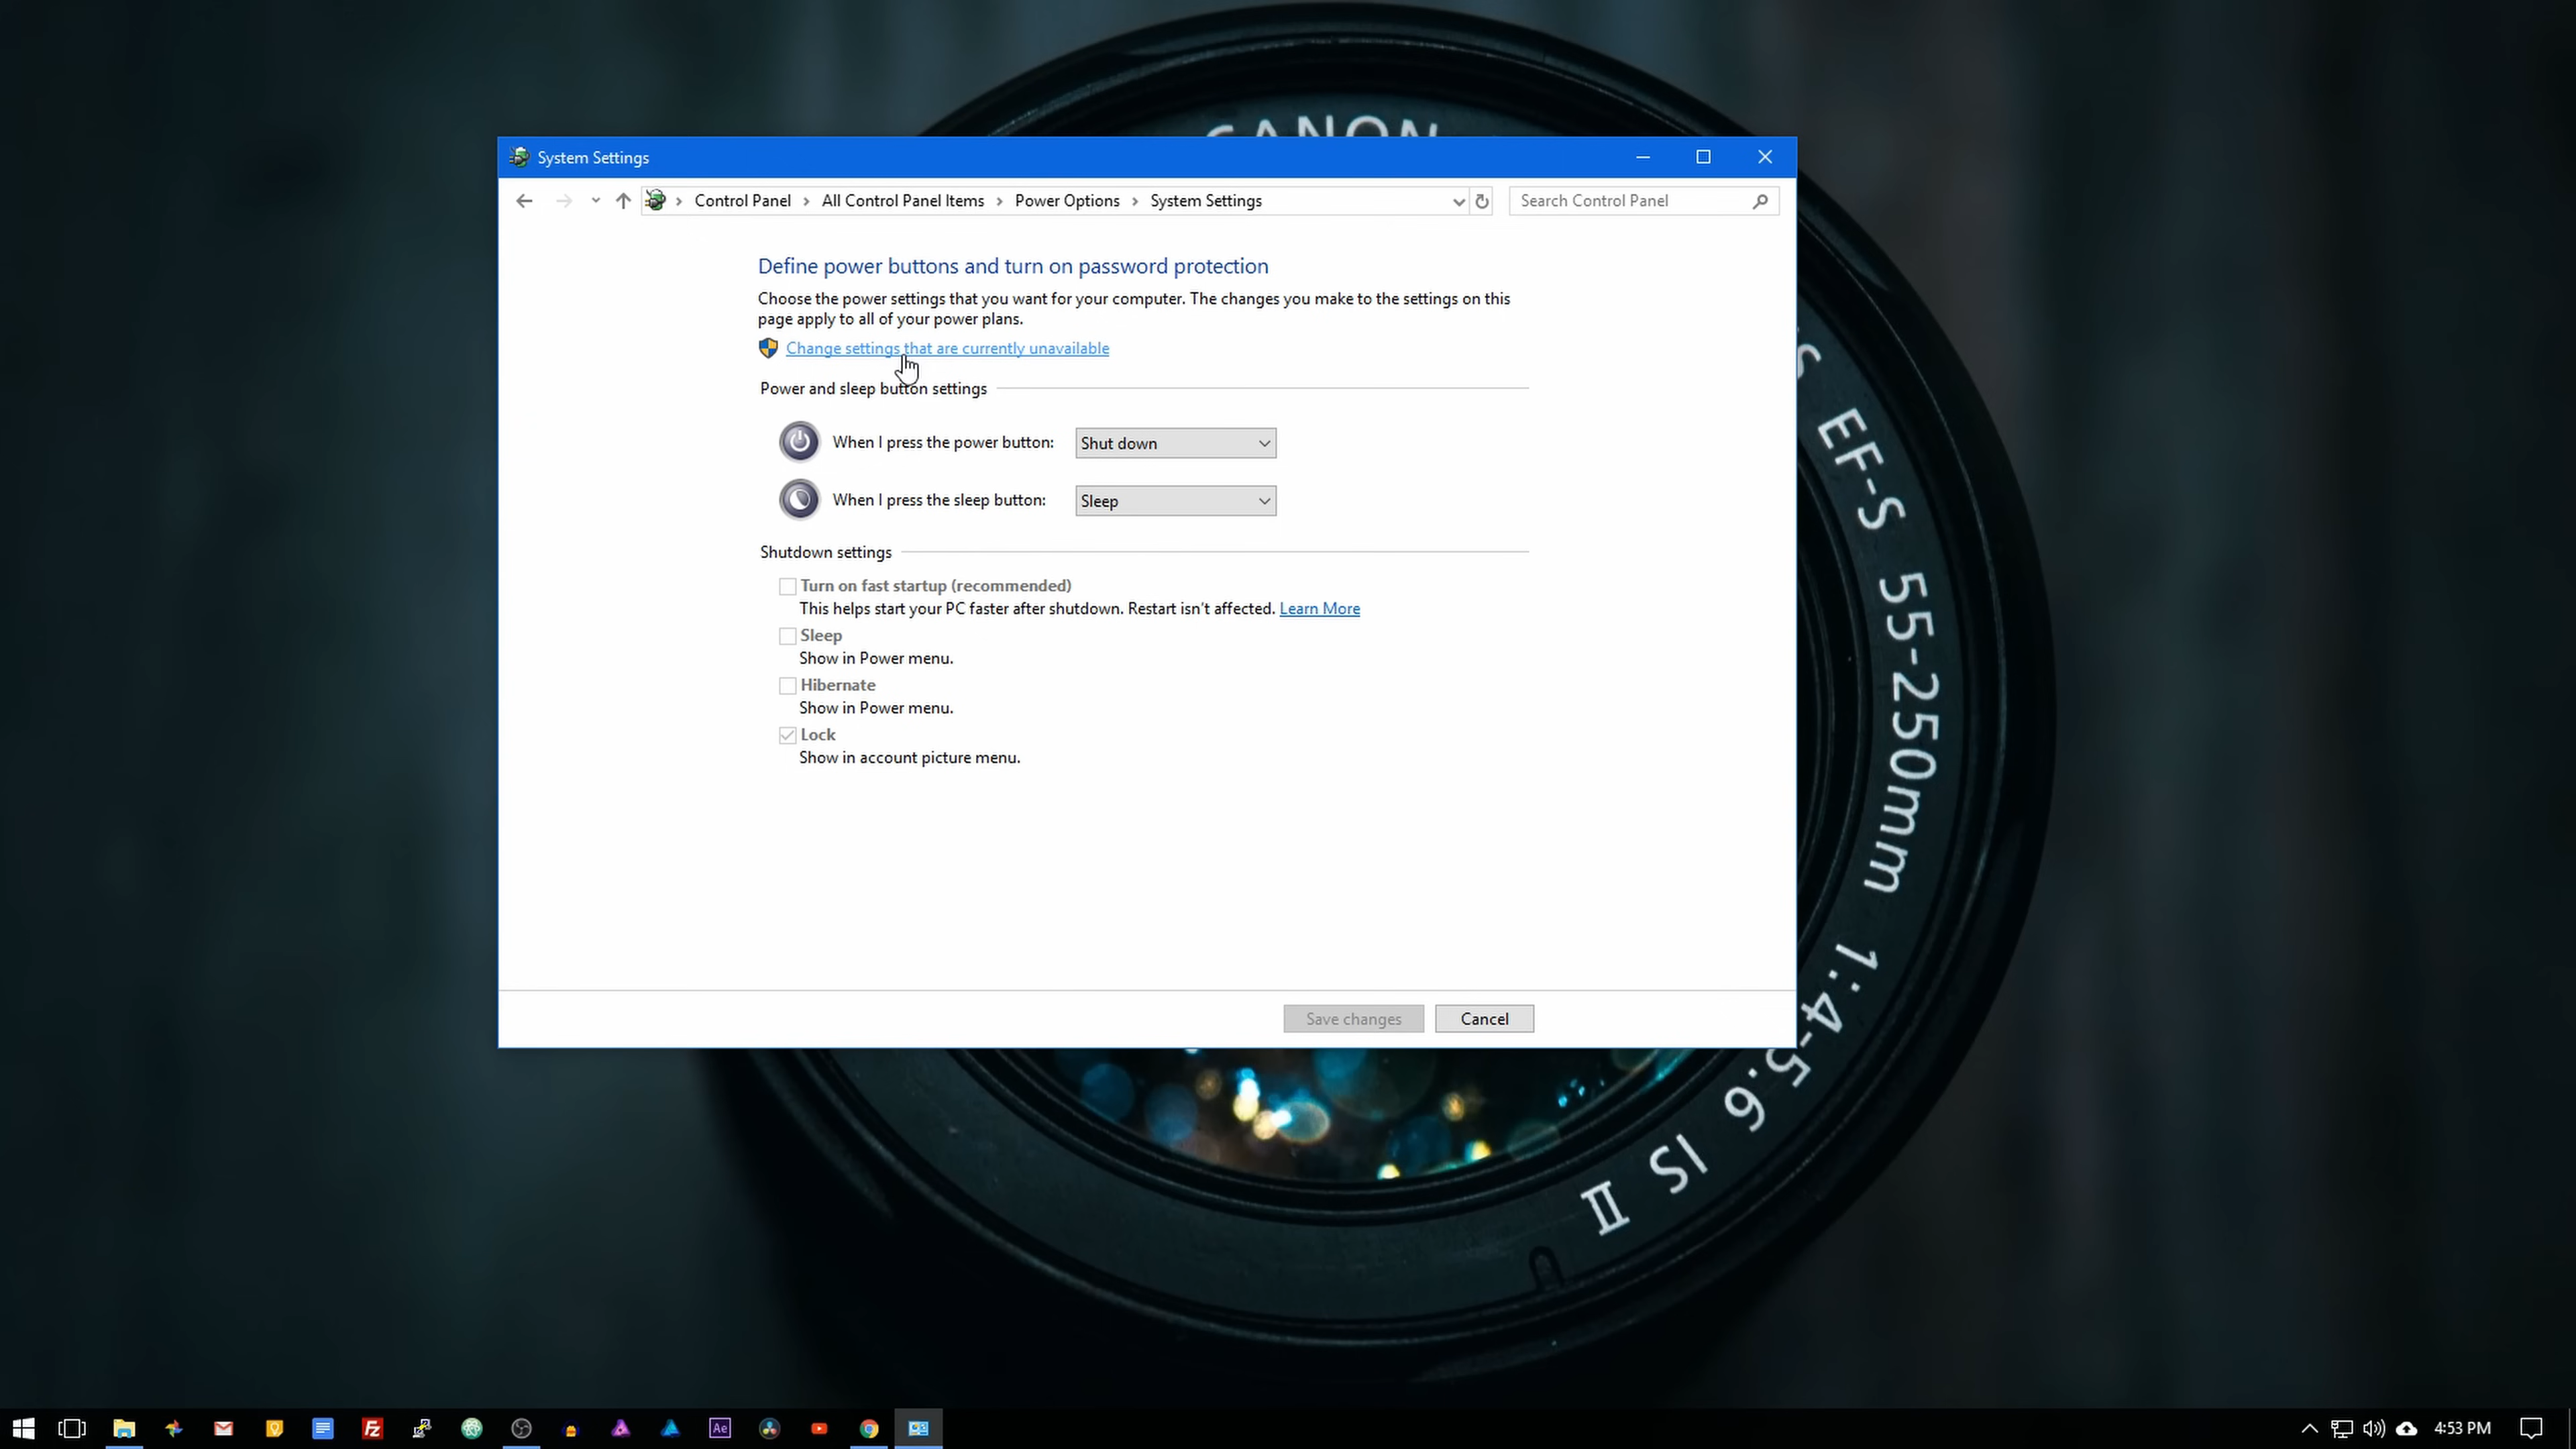 CANON
System Settings
Control Panel
All Control Panel Items
Power Options
System Settings
Search Control Panel
Define power buttons and turn on password protection
Choose the power settings that you want for your computer. The changes you make to the settings on this
page apply to all of your power plans.
Change settings that are currently unavailable
Power and sleep button settings
When I press the power button:
Shut down
When I press the sleep button:
Sleep
Shutdown settings
Turn on fast startup (recommended)
This helps start your PC faster after shutdown. Restart isn't affected. Learn More
Sleep
Show in Power menu.
Hibernate
Show in Power menu.
Lock
Show in account picture menu.
Save changes
Cancel
S EF-S 55-250mm 1:4-5.6 IS II
Fz
Ae
4:53 PM